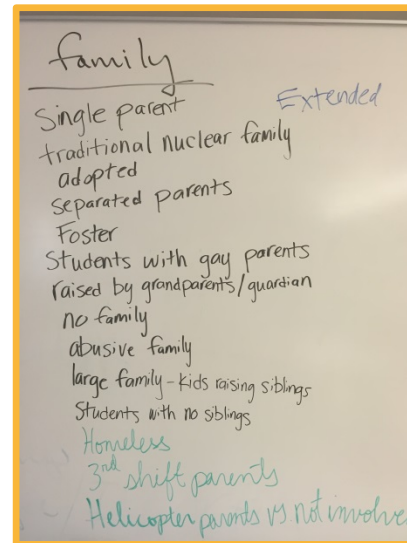 family
Extended
Single parent
traditional nuclear family
adopted
separated parents
Foster
Students with gay parents
raised by grandparents/guardian
no family
abusive family
large family - kids raising siblings
Students with no siblings
Homeless
3rd shift parents
Helicopter parents vs. not involve